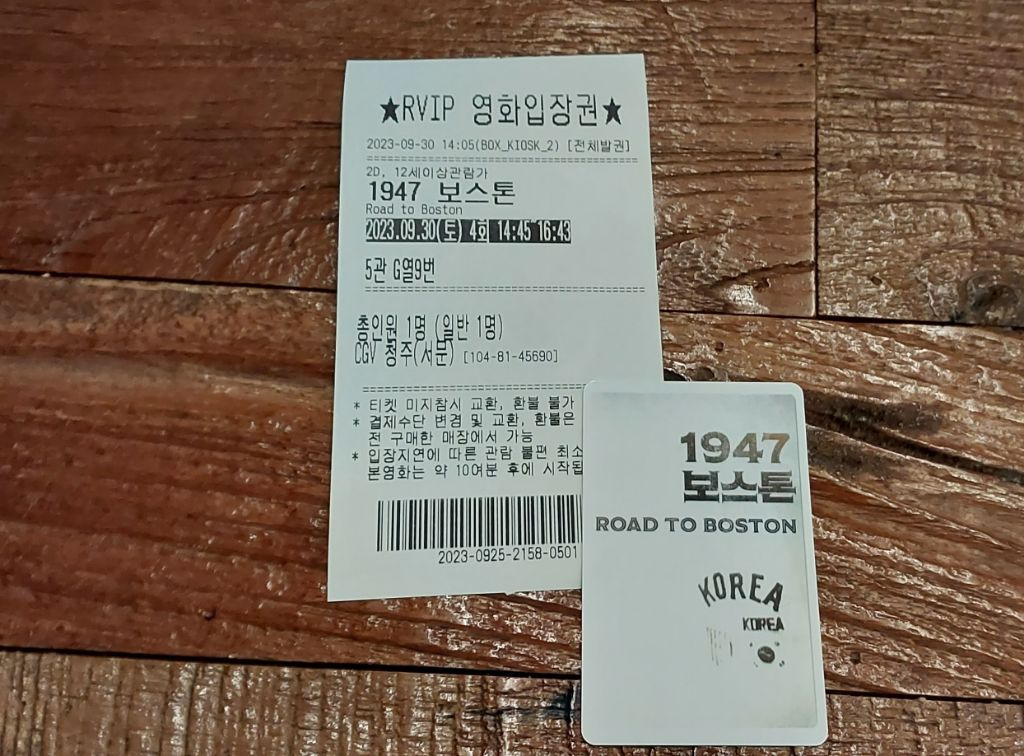 ★RVIP 영화입장권★
2023-09-30 14:05(BOX_KIOSK_2) [전체발권]
2D, 12세이상관람가
1947 보스톤
Road to Boston
2023.09.30(토) 4회 14:45 16:43
5관 G열9번
총인원 1명 (일반 1명)
CGV 청주(서문) [104-81-45690]
* 티켓 미지참시 교환, 환불 불가
* 결제수단 변경 및 교환, 환불은
전 구매한 매장에서 가능
* 입장지연에 따른 관람 불편 최소
본영화는 약 10여분 후에 시작됩
2023-0925-2158-0501
1947
보스톤
ROAD TO BOSTON
KOREA
KOREA